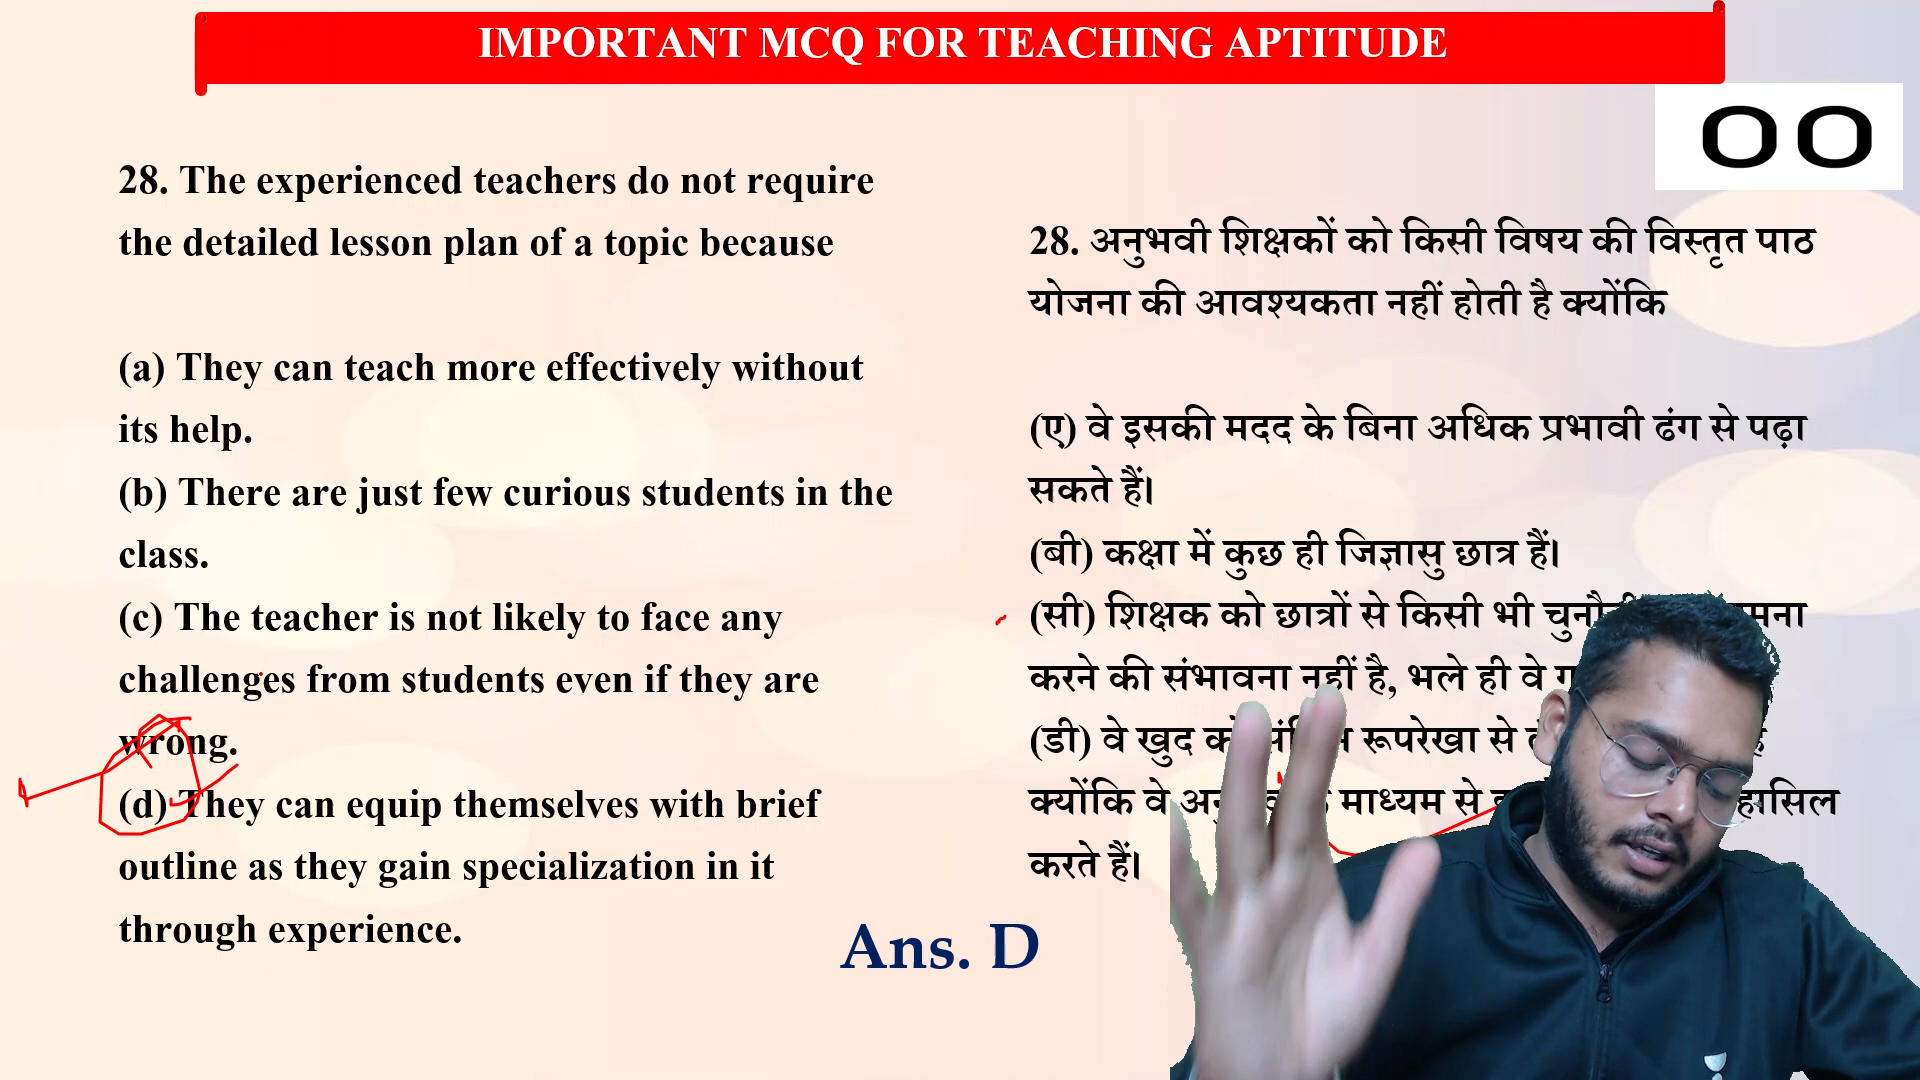 IMPORTANT MCQ FOR TEACHING APTITUDE
00
28. The experienced teachers do not require
the detailed lesson plan of a topic because
(a) They can teach more effectively without
its help.
(b) There are just few curious students in the
class.
(c) The teacher is not likely to face any
challenges from students even if they are
wrong.
(d) They can equip themselves with brief
outline as they gain specialization in it
through experience.
28. अनुभवी शिक्षकों को किसी विषय की विस्तृत पाठ
योजना की आवश्यकता नहीं होती है क्योंकि
(ए) वे इसकी मदद के बिना अधिक प्रभावी ढंग से पढ़ा
सकते हैं।
(बी) कक्षा में कुछ ही जिज्ञासु छात्र हैं।
(सी) शिक्षक को छात्रों से किसी भी
करने की संभावना नहीं है, भले ही वे
(डी) वे खुद रूपरेखा से
क्योंकि वे माध्यम से हासिल
करते हैं।
Ans. D